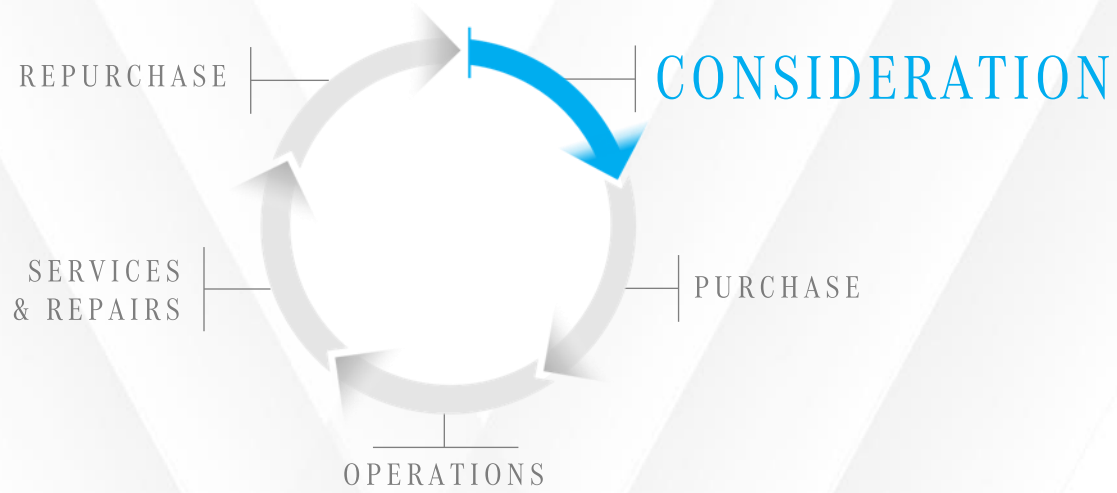 REPURCHASE
CONSIDERATION
SERVICES
& REPAIRS
PURCHASE
OPERATIONS